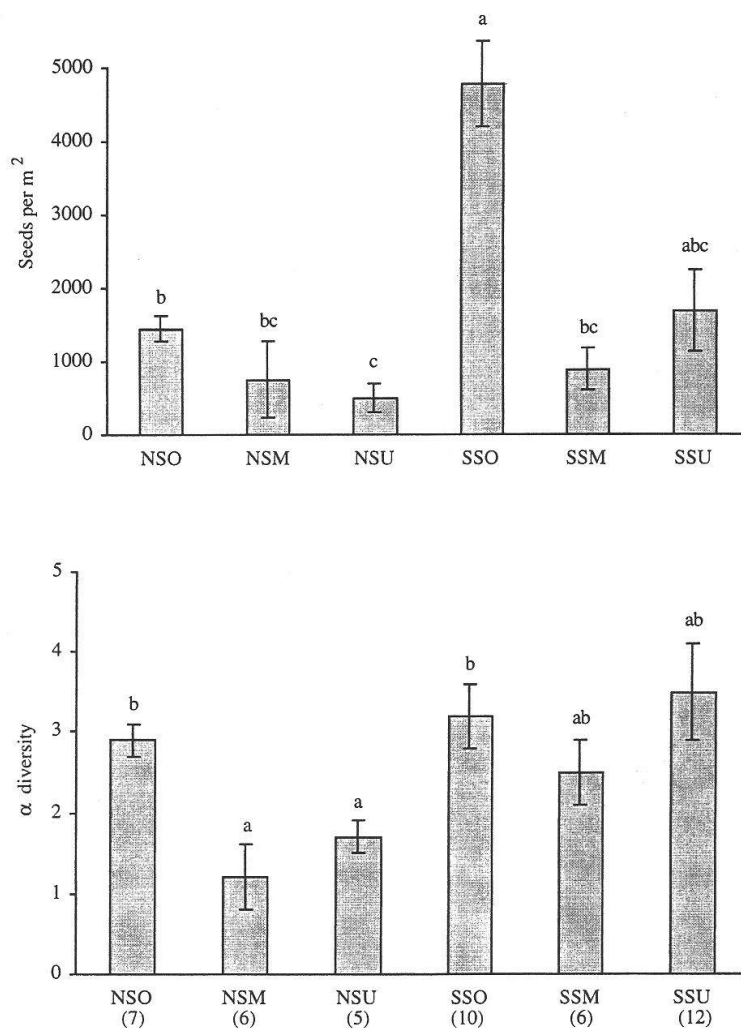 a
5000
4000
Seeds per m 2
3000
abc
2000
b
bc
bc
1000
c
0
NSO NSM NSU SSO SSM SSU
5
ab
4
b
b
ab
3
α diversity
a
2
a
1
0
NSO NSM NSU SSO SSM SSU
(7) (6) (5) (10) (6) (12)